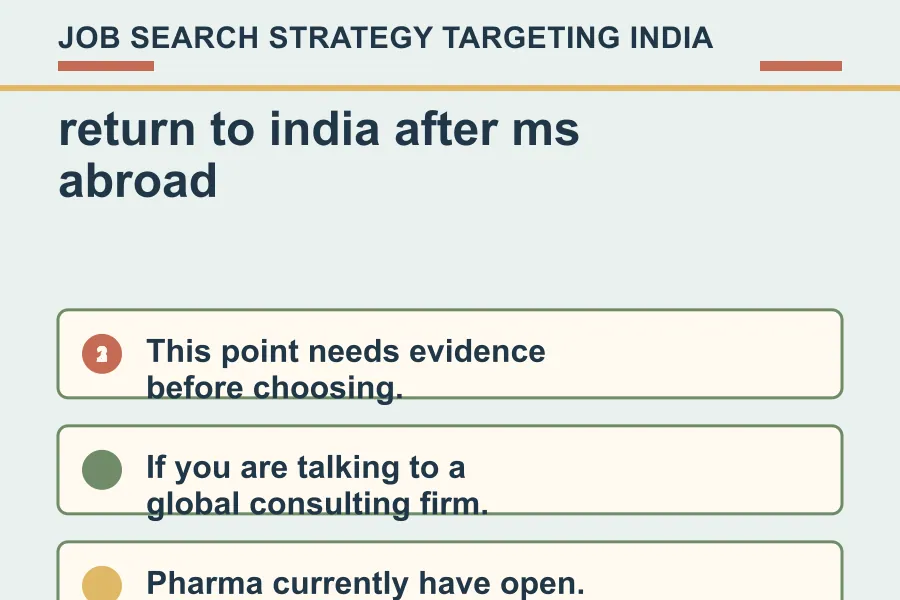 JOB SEARCH STRATEGY TARGETING INDIA
return to india after ms
abroad
This point needs evidence
before choosing.
If you are talking to a
global consulting firm.
Pharma currently have open.